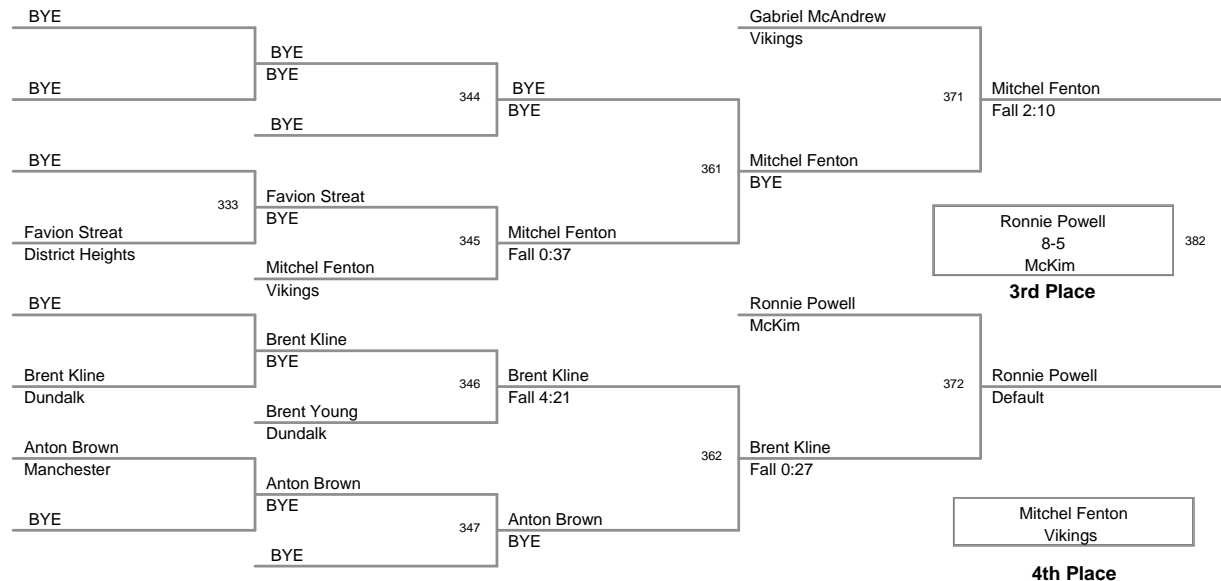 BYE
Gabriel McAndrew
Vikings
BYE
BYE
BYE
BYE
BYE
344
371
Mitchel Fenton
Fall 2:10
BYE
BYE
BYE
361
Mitchel Fenton
BYE
333
Favion Streat
BYE
Favion Streat
District Heights
345
Mitchel Fenton
Fall 0:37
Ronnie Powell
8-5
McKim
382
3rd Place
Mitchel Fenton
Vikings
BYE
Ronnie Powell
McKim
Brent Kline
BYE
Brent Kline
Dundalk
346
Brent Kline
Fall 4:21
372
Ronnie Powell
Default
Brent Young
Dundalk
Anton Brown
Manchester
362
Brent Kline
Fall 0:27
Anton Brown
BYE
BYE
347
Anton Brown
BYE
Mitchel Fenton
Vikings
BYE
4th Place